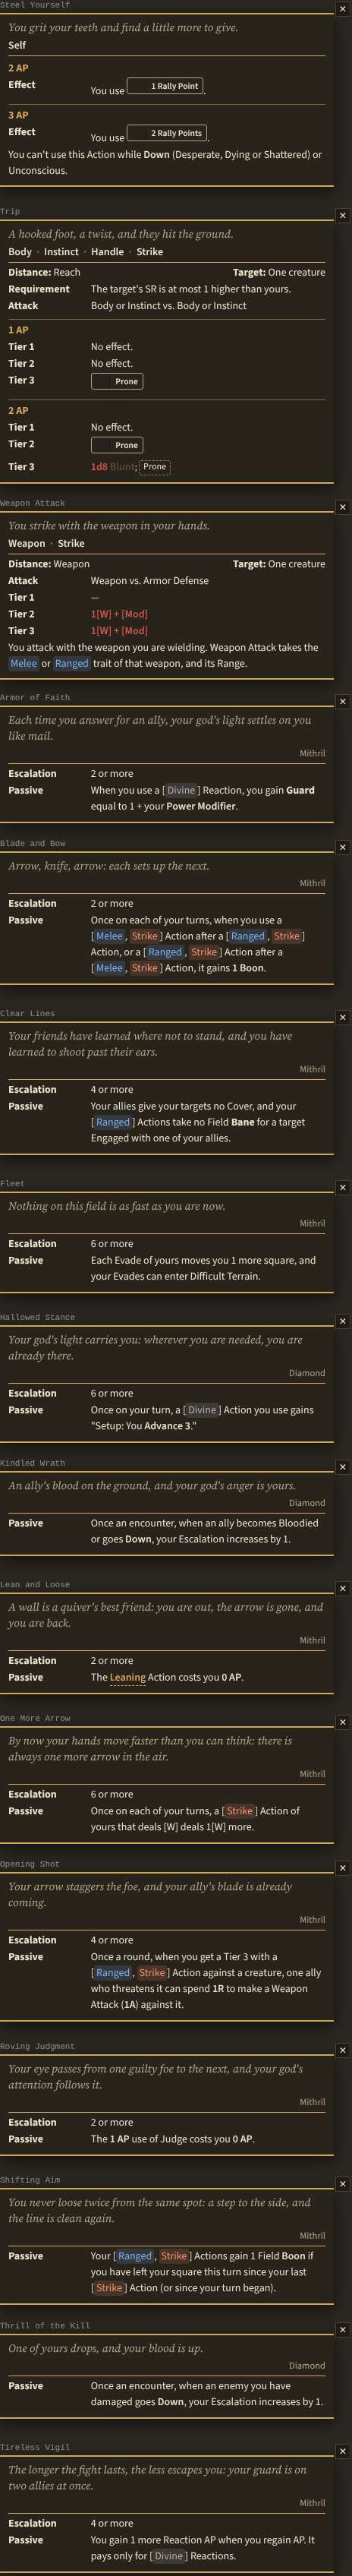 Steel Yourself
✕
You grit your teeth and find a little more to give.
Self
2 AP
Effect You use 1 Rally Point.
3 AP
Effect You use 2 Rally Points.
You can't use this Action while Down (Desperate, Dying or Shattered) or
Unconscious.
Trip
✕
A hooked foot, a twist, and they hit the ground.
Body · Instinct · Handle · Strike
Distance: Reach Target: One creature
Requirement The target's SR is at most 1 higher than yours.
Attack Body or Instinct vs. Body or Instinct
1 AP
Tier 1 No effect.
Tier 2 No effect.
Tier 3 Prone
2 AP
Tier 1 No effect.
Tier 2 Prone
Tier 3 1d8 Blunt; Prone
Weapon Attack
✕
You strike with the weapon in your hands.
Weapon · Strike
Distance: Weapon Target: One creature
Attack Weapon vs. Armor Defense
Tier 1 —
Tier 2 1[W] + [Mod]
Tier 3 1[W] + [Mod]
You attack with the weapon you are wielding. Weapon Attack takes the
Melee or Ranged trait of that weapon, and its Range.
Armor of Faith
✕
Each time you answer for an ally, your god's light settles on you
like mail.
Mithril
Escalation 2 or more
Passive When you use a [Divine] Reaction, you gain Guard
equal to 1 + your Power Modifier.
Blade and Bow
✕
Arrow, knife, arrow: each sets up the next.
Mithril
Escalation 2 or more
Passive Once on each of your turns, when you use a
[Melee, Strike] Action after a [Ranged, Strike]
Action, or a [Ranged, Strike] Action after a
[Melee, Strike] Action, it gains 1 Boon.
Clear Lines
✕
Your friends have learned where not to stand, and you have
learned to shoot past their ears.
Mithril
Escalation 4 or more
Passive Your allies give your targets no Cover, and your
[Ranged] Actions take no Field Bane for a target
Engaged with one of your allies.
Fleet
✕
Nothing on this field is as fast as you are now.
Mithril
Escalation 6 or more
Passive Each Evade of yours moves you 1 more square, and
your Evades can enter Difficult Terrain.
Hallowed Stance
✕
Your god's light carries you: wherever you are needed, you are
already there.
Diamond
Escalation 6 or more
Passive Once on your turn, a [Divine] Action you use gains
"Setup: You Advance 3."
Kindled Wrath
✕
An ally's blood on the ground, and your god's anger is yours.
Diamond
Passive Once an encounter, when an ally becomes Bloodied
or goes Down, your Escalation increases by 1.
Lean and Loose
✕
A wall is a quiver's best friend: you are out, the arrow is gone, and
you are back.
Mithril
Escalation 2 or more
Passive The Leaning Action costs you 0 AP.
One More Arrow
✕
By now your hands move faster than you can think: there is
always one more arrow in the air.
Mithril
Escalation 6 or more
Passive Once on each of your turns, a [Strike] Action of
yours that deals [W] deals 1[W] more.
Opening Shot
✕
Your arrow staggers the foe, and your ally's blade is already
coming.
Mithril
Escalation 4 or more
Passive Once a round, when you get a Tier 3 with a
[Ranged, Strike] Action against a creature, one ally
who threatens it can spend 1R to make a Weapon
Attack (1A) against it.
Roving Judgment
✕
Your eye passes from one guilty foe to the next, and your god's
attention follows it.
Mithril
Escalation 2 or more
Passive The 1 AP use of Judge costs you 0 AP.
Shifting Aim
✕
You never loose twice from the same spot: a step to the side, and
the line is clean again.
Mithril
Passive Your [Ranged, Strike] Actions gain 1 Field Boon if
you have left your square this turn since your last
[Strike] Action (or since your turn began).
Thrill of the Kill
✕
One of yours drops, and your blood is up.
Diamond
Passive Once an encounter, when an enemy you have
damaged goes Down, your Escalation increases by 1.
Tireless Vigil
✕
The longer the fight lasts, the less escapes you: your guard is on
two allies at once.
Mithril
Escalation 4 or more
Passive You gain 1 more Reaction AP when you regain AP. It
pays only for [Divine] Reactions.